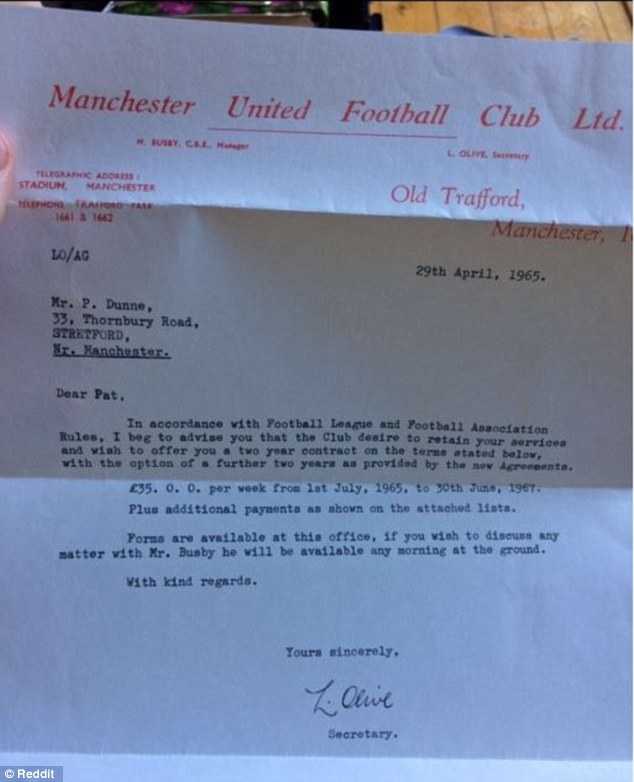 Manchester United Football Club Ltd.
M. BUSBY, C.B.E., Manager
L. OLIVE, Secretary
TELEGRAPHIC ADDRESS:
STADIUM, MANCHESTER
TELEPHONE: TRAFFORD PARK
1661 & 1662
Old Trafford,
Manchester,
LO/AG
29th April, 1965.
Mr. P. Dunne,
33, Thornbury Road,
STRETFORD,
Nr. Manchester.
Dear Pat,
In accordance with Football League and Football Association
Rules, I beg to advise you that the Club desire to retain your services
and wish to offer you a two year contract on the terms stated below,
with the option of a further two years as provided by the new Agreements.
£35. 0. 0. per week from 1st July, 1965, to 30th June, 1967.
Plus additional payments as shown on the attached lists.
Forms are available at this office, if you wish to discuss any
matter with Mr. Busby he will be available any morning at the ground.
With kind regards.
Yours sincerely,
L. Olive
Secretary.
© Reddit